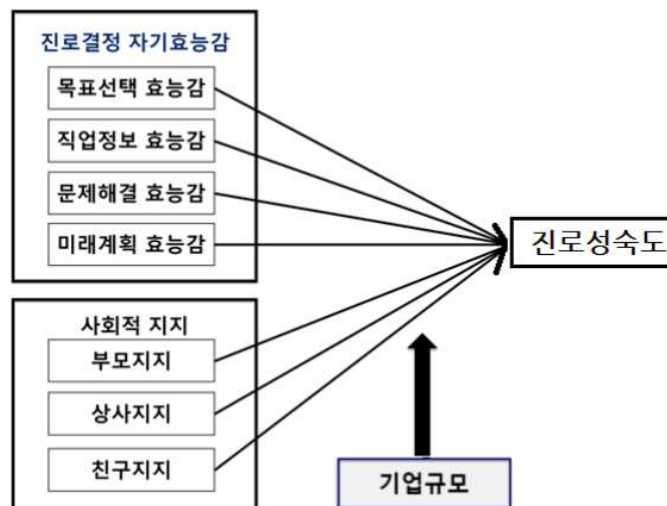 진로결정 자기효능감
목표선택 효능감
직업정보 효능감
문제해결 효능감
미래계획 효능감
진로성숙도
사회적 지지
부모지지
상사지지
친구지지
기업규모